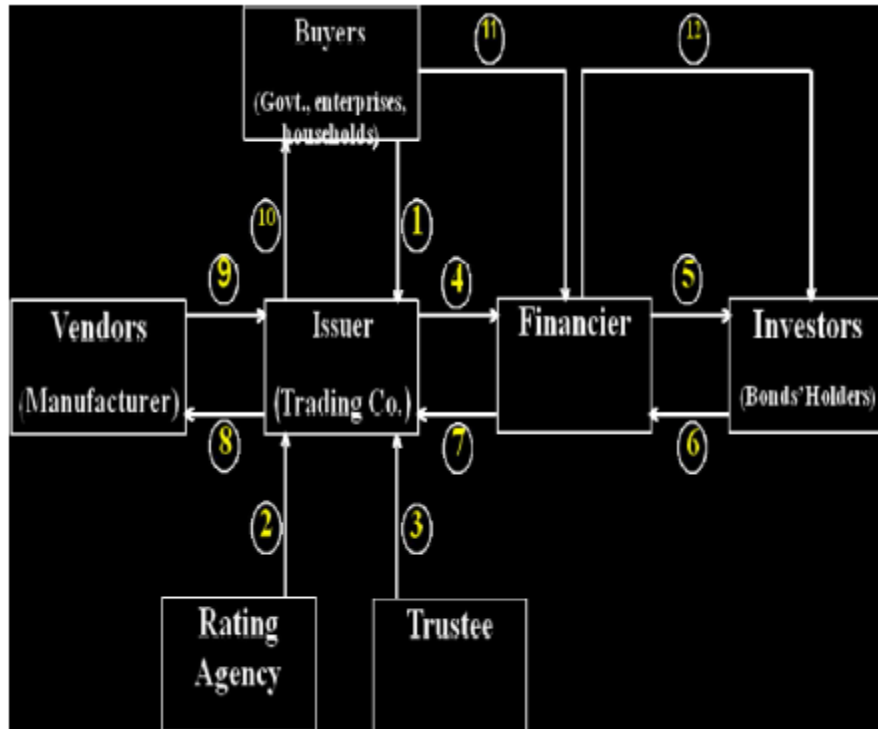 Buyers
(Govt., enterprises,
households)
11
12
10
1
9
4
5
Vendors
(Manufacturer)
Issuer
(Trading Co.)
Financier
Investors
(Bonds' Holders)
8
7
6
2
3
Rating
Agency
Trustee